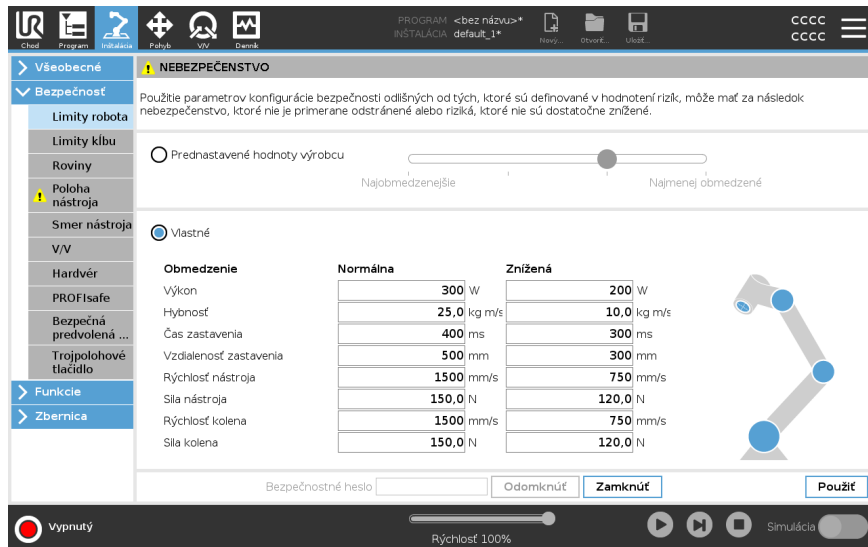 PROGRAM <bez názvu>*
INŠTALÁCIA default_1*
Chod Program Inštalácia Pohyb V/V Denník Nový... Otvoriť... Uložiť...
CCCC
CCCC
Všeobecné
Bezpečnosť
Limity robota
Limity kĺbu
Roviny
Poloha
nástroja
Smer nástroja
V/V
Hardvér
PROFIsafe
Bezpečná
predvolená ...
Trojpolohové
tlačidlo
Funkcie
Zbernica
NEBEZPEČENSTVO
Použitie parametrov konfigurácie bezpečnosti odlišných od tých, ktoré sú definované v hodnotení rizík, môže mať za následok
nebezpečenstvo, ktoré nie je primerane odstránené alebo riziká, ktoré nie sú dostatočne znížené.
Prednastavené hodnoty výrobcu
Najobmedzenejšie Najmenej obmedzené
Vlastné
Obmedzenie Normálna Znížená
Výkon 300 W 200 W
Hybnosť 25,0 kg m/s 10,0 kg m/s
Čas zastavenia 400 ms 300 ms
Vzdialenosť zastavenia 500 mm 300 mm
Rýchlosť nástroja 1500 mm/s 750 mm/s
Sila nástroja 150,0 N 120,0 N
Rýchlosť kolena 1500 mm/s 750 mm/s
Sila kolena 150,0 N 120,0 N
Bezpečnostné heslo Odomknúť Zamknúť Použiť
Vypnutý
Rýchlosť 100%
Simulácia